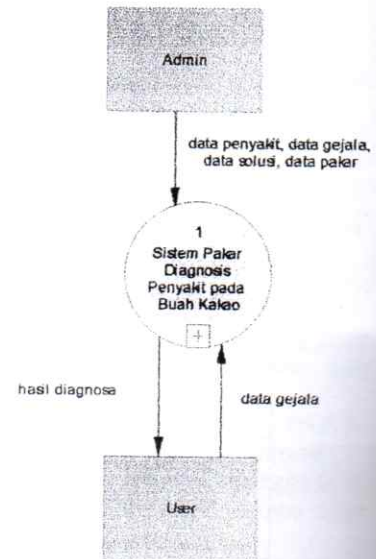 Admin
data penyakit, data gejala,
data solusi, data pakar
1
Sistem Pakar
Diagnosis
Penyakit pada
Buah Kakao
+
hasil diagnosa
data gejala
User